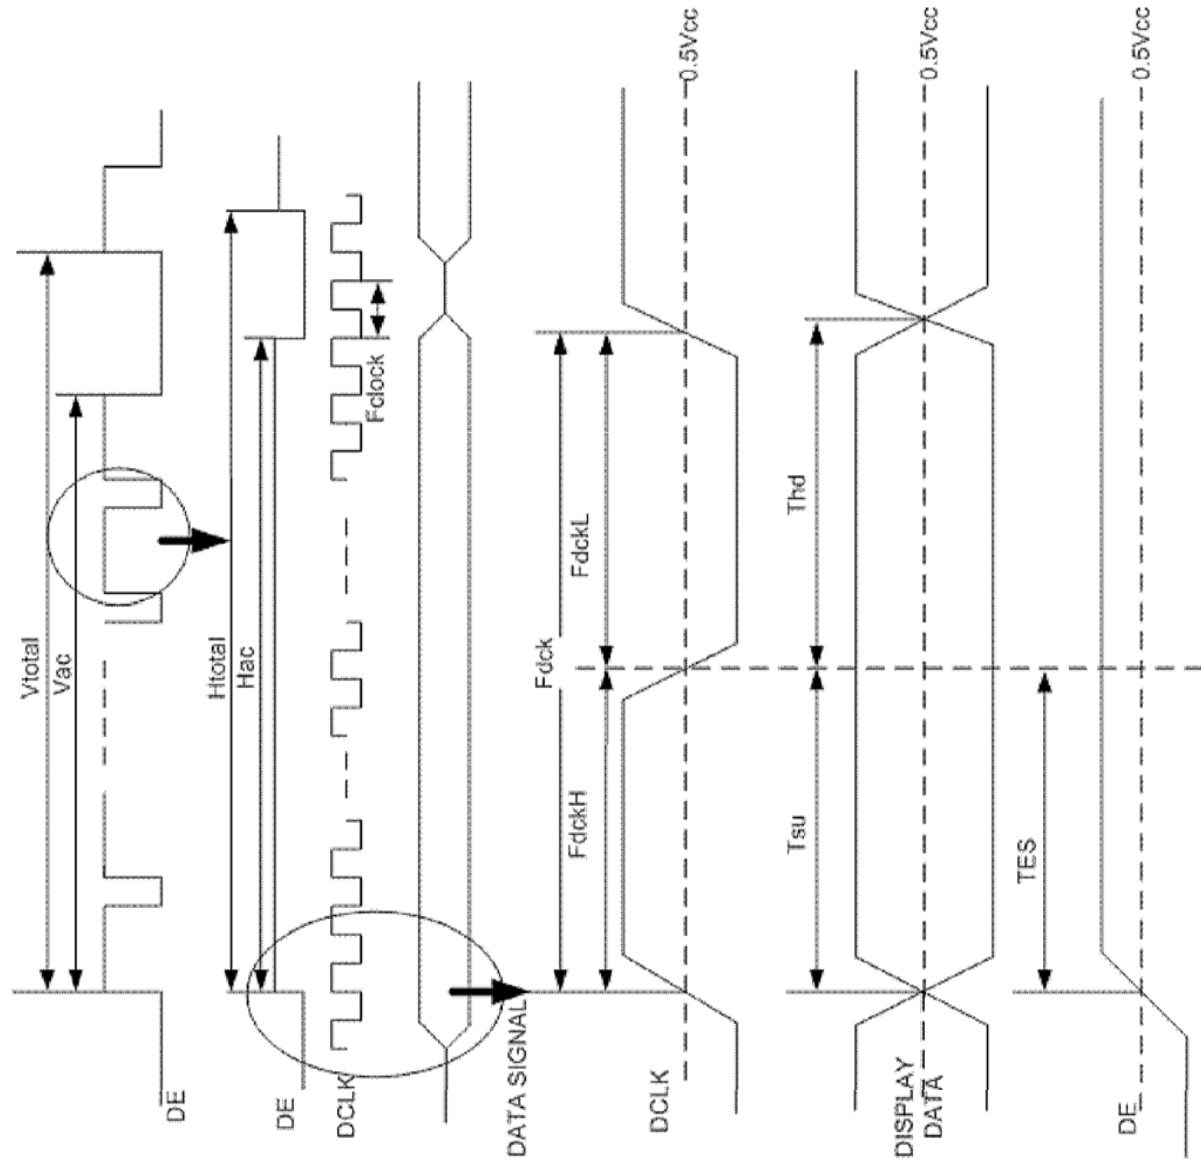 Vtotal
Vac
DE
Htotal
Hac
DE
DCLK
Fclock
DATA SIGNAL
Fdck
FdckH
FdckL
DCLK
0.5Vcc
Tsu
Thd
DISPLAY
DATA
0.5Vcc
TES
DE
0.5Vcc